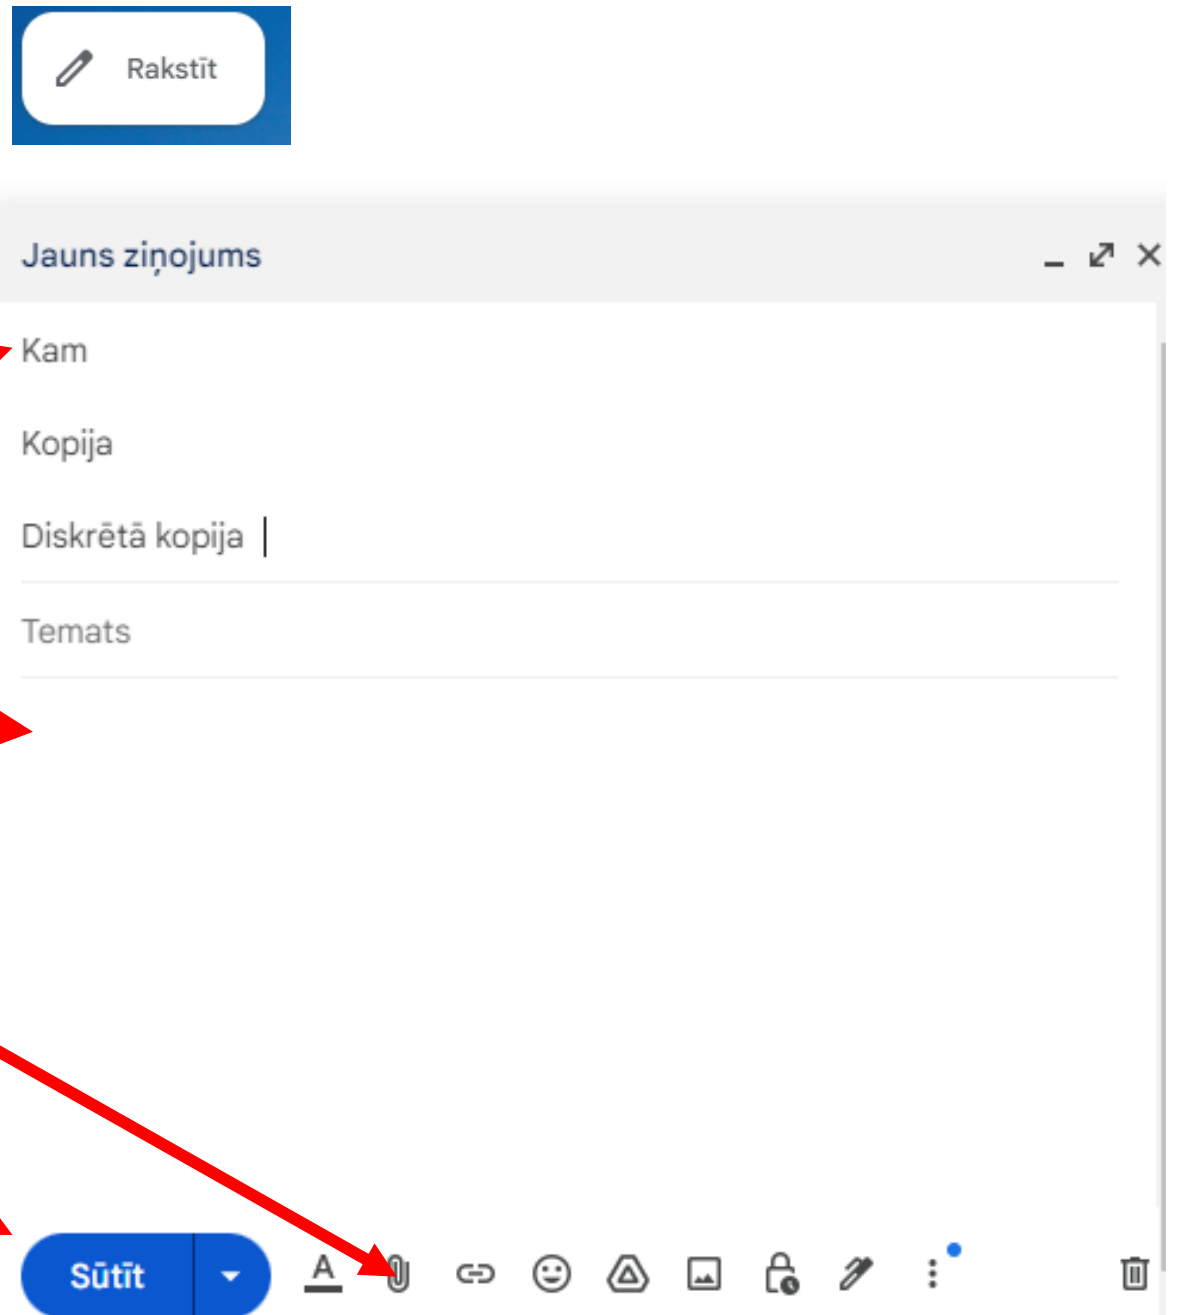 Rakstīt
Jauns ziņojums
Kam
Kopija
Diskrētā kopija
Temats
Sūtīt